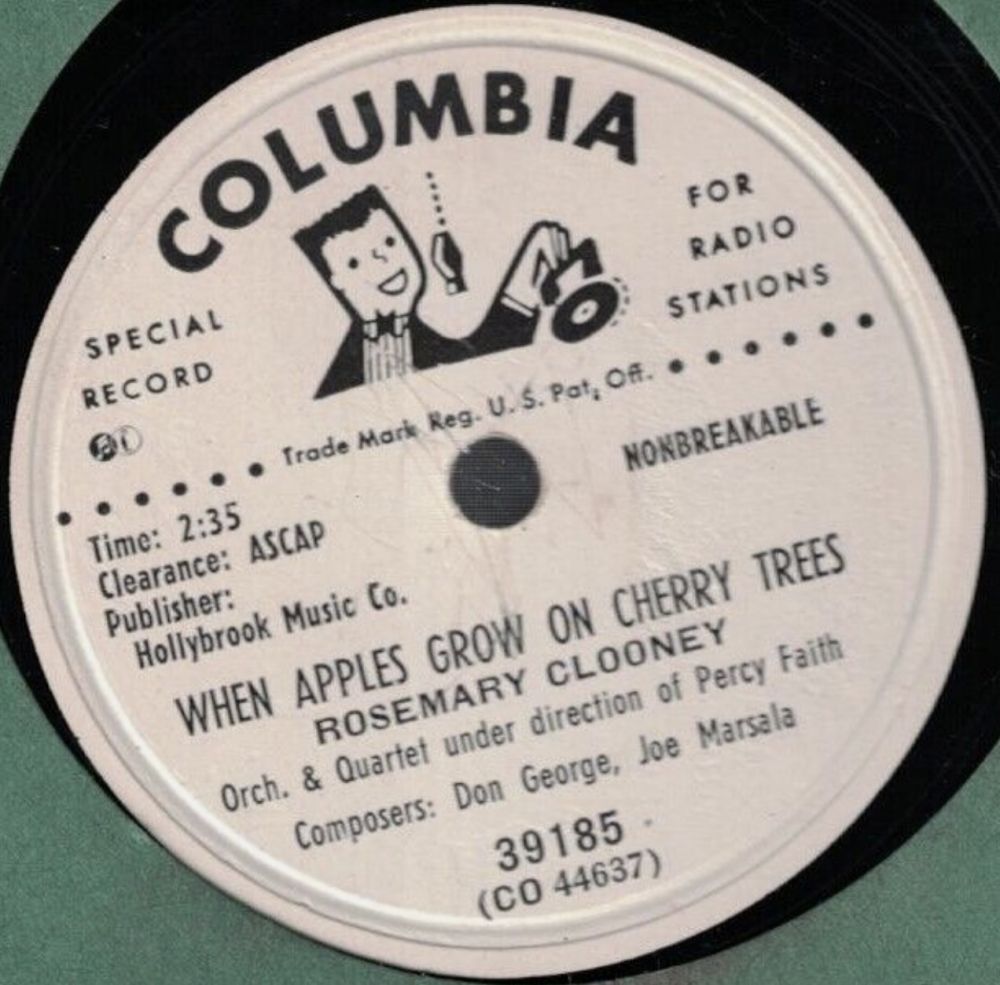 COLUMBIA
FOR
RADIO
STATIONS
SPECIAL
RECORD
Trade Mark Reg. U. S. Pat. Off.
NONBREAKABLE
Time: 2:35
Clearance: ASCAP
Publisher:
Hollybrook Music Co.
WHEN APPLES GROW ON CHERRY TREES
ROSEMARY CLOONEY
Orch. & Quartet under direction of Percy Faith
Composers: Don George, Joe Marsala
39185
(CO 44637)